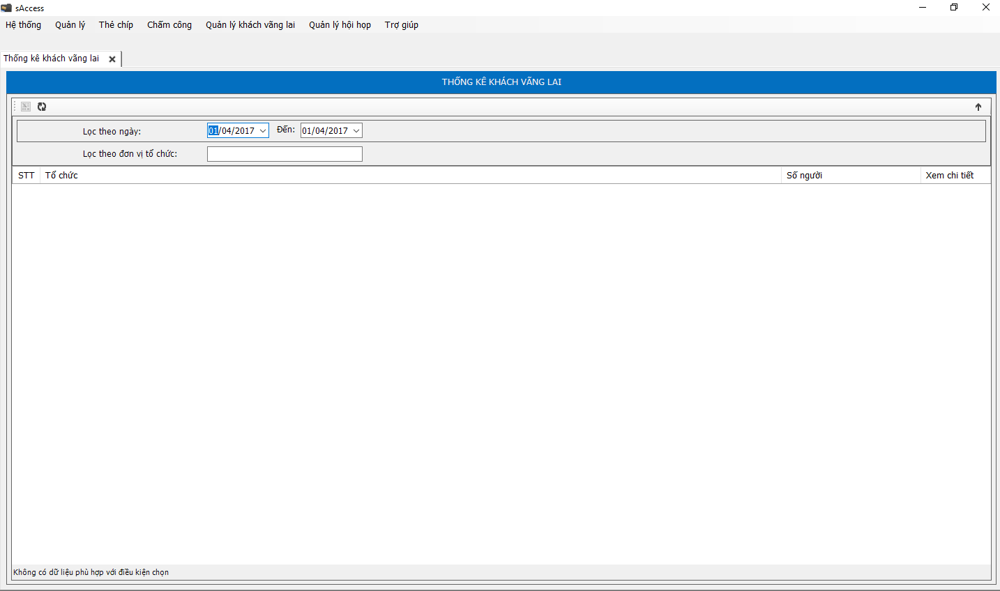 sAccess
Hệ thống Quản lý Thẻ chíp Chấm công Quản lý khách vãng lai Quản lý hội họp Trợ giúp
Thống kê khách vãng lai
THỐNG KÊ KHÁCH VÃNG LAI
Lọc theo ngày: 01/04/2017 Đến: 01/04/2017
Lọc theo đơn vị tổ chức:
STT Tổ chức Số người Xem chi tiết
Không có dữ liệu phù hợp với điều kiện chọn